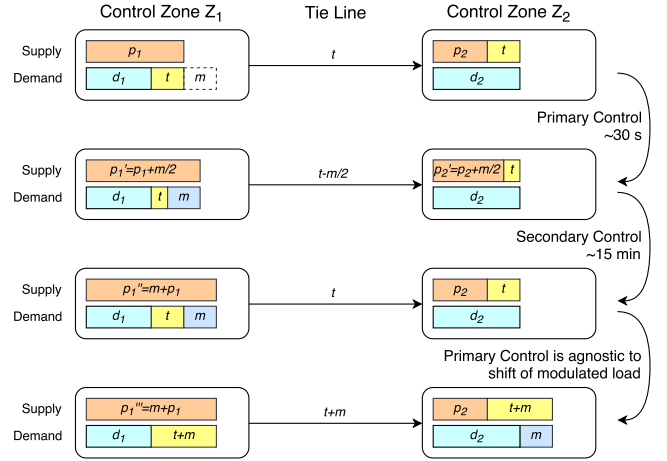 Control Zone Z1 Tie Line Control Zone Z2
Supply p1 t p2 t
Demand d1 t m d2
Primary Control
~30 s
Supply p1'=p1+m/2 t-m/2 p2'=p2+m/2 t
Demand d1 t m d2
Secondary Control
~15 min
Supply p1''=m+p1 t p2 t
Demand d1 t m d2
Primary Control is agnostic to
shift of modulated load
Supply p1'''=m+p1 t+m p2 t+m
Demand d1 t+m d2 m